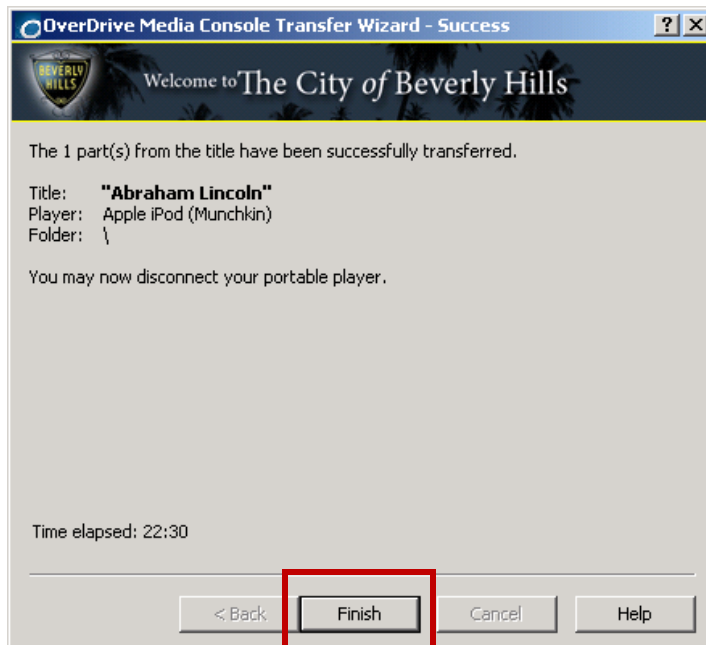 OverDrive Media Console Transfer Wizard - Success
BEVERLY
HILLS
Welcome to The City of Beverly Hills
The 1 part(s) from the title have been successfully transferred.
Title: "Abraham Lincoln"
Player: Apple iPod (Munchkin)
Folder: \
You may now disconnect your portable player.
Time elapsed: 22:30
< Back Finish Cancel Help